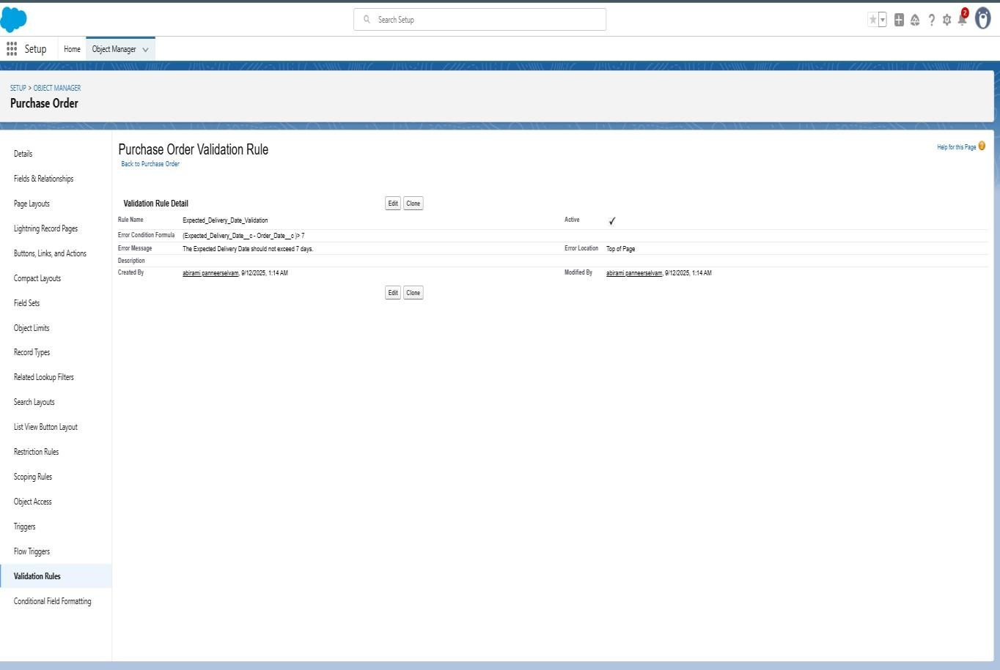 Search Setup
2
Setup
Home
Object Manager
SETUP > OBJECT MANAGER
Purchase Order
Details
Fields & Relationships
Page Layouts
Lightning Record Pages
Buttons, Links, and Actions
Compact Layouts
Field Sets
Object Limits
Record Types
Related Lookup Filters
Search Layouts
List View Button Layout
Restriction Rules
Scoping Rules
Object Access
Triggers
Flow Triggers
Validation Rules
Conditional Field Formatting
Purchase Order Validation Rule
Help for this Page ?
Back to Purchase Order
Validation Rule Detail Edit Clone
Rule Name Expected_Delivery_Date_Validation Active ✓
Error Condition Formula (Expected_Delivery_Date__c - Order_Date__c )> 7
Error Message The Expected Delivery Date should not exceed 7 days. Error Location Top of Page
Description
Created By abirami panneerselvam, 9/12/2025, 1:14 AM Modified By abirami panneerselvam, 9/12/2025, 1:14 AM
Edit Clone